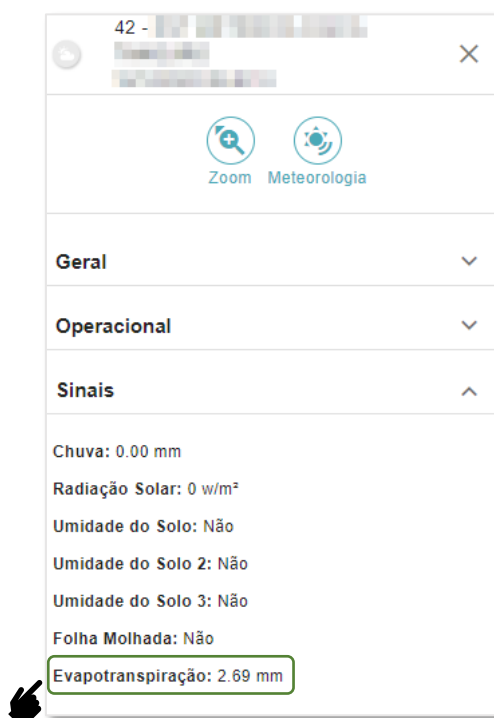 42 -
Zoom Meteorologia
Geral
Operacional
Sinais
Chuva: 0.00 mm
Radiação Solar: 0 w/m²
Umidade do Solo: Não
Umidade do Solo 2: Não
Umidade do Solo 3: Não
Folha Molhada: Não
Evapotranspiração: 2.69 mm